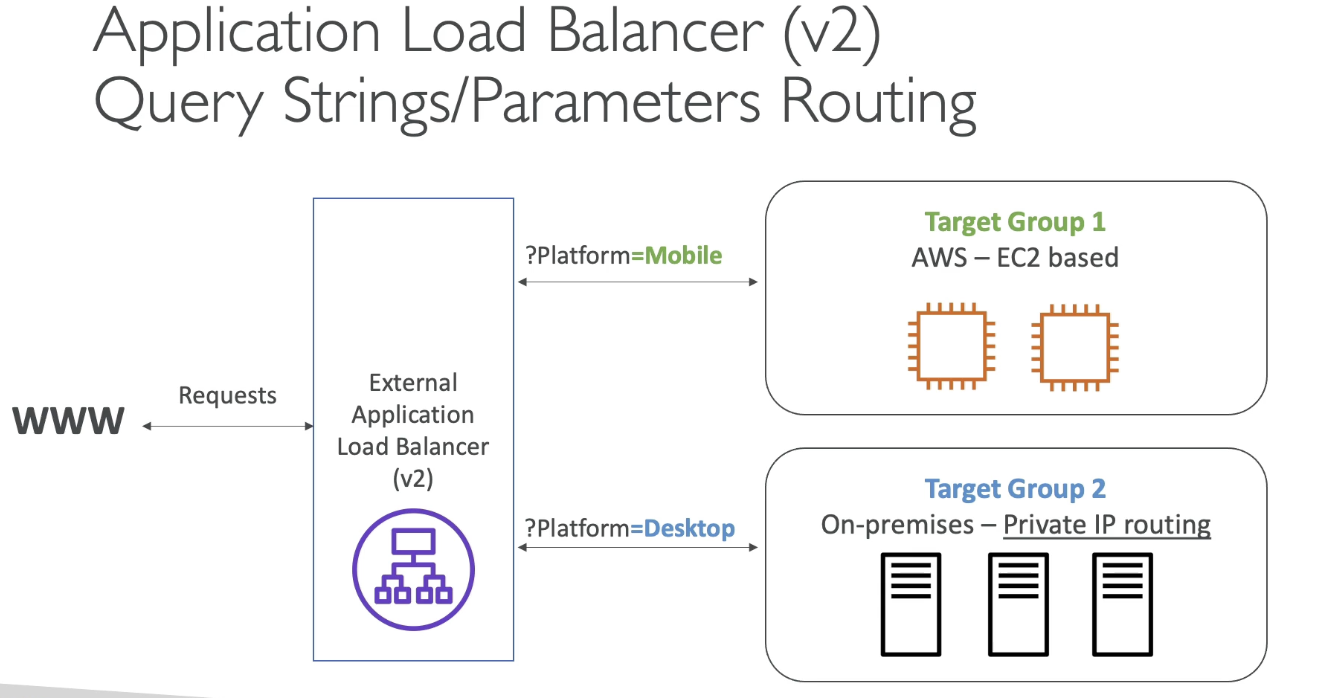 Application Load Balancer (v2)
Query Strings/Parameters Routing
WWW
Requests
External
Application
Load Balancer
(v2)
?Platform=Mobile
?Platform=Desktop
Target Group 1
AWS – EC2 based
Target Group 2
On-premises – Private IP routing